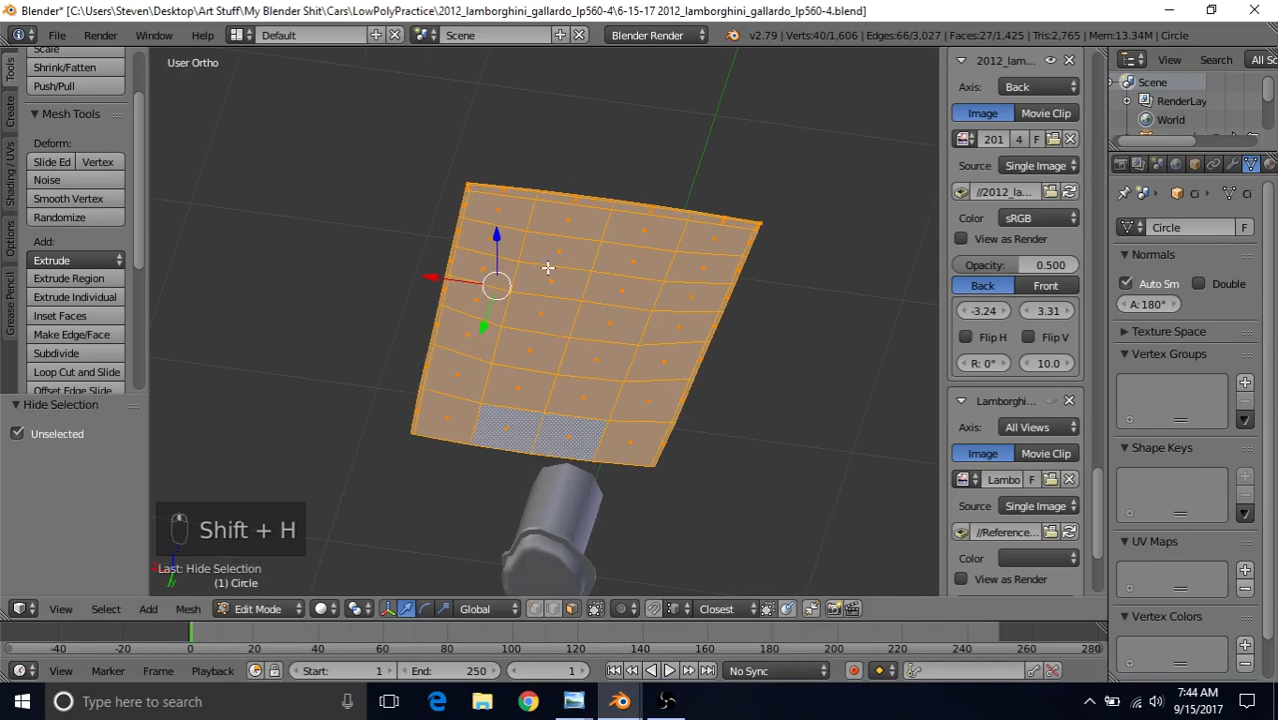 Blender* [C:\Users\Steven\Desktop\Art Stuff\My Blender Shit\Cars\LowPolyPractice\2012_lamborghini_gallardo_lp560-4\6-15-17 2012_lamborghini_gallardo_lp560-4.blend]
File Render Window Help Default Scene Blender Render v2.79 | Verts:40/1,606 | Edges:66/3,027 | Faces:27/1,425 | Tris:2,765 | Mem:13.34M | Circle
User Ortho
Tools
Create
Shading / UVs
Options
Grease Pencil
Scale
Shrink/Fatten
Push/Pull
Mesh Tools
Deform:
Slide Ed Vertex
Noise
Smooth Vertex
Randomize
Add:
Extrude
Extrude Region
Extrude Individual
Inset Faces
Make Edge/Face
Subdivide
Loop Cut and Slide
Offset Edge Slide
Hide Selection
Unselected
Shift + H
Last: Hide Selection
(1) Circle
2012_lam...
Axis: Back
Image Movie Clip
201 4 F
Source Single Image
//2012_la...
Color sRGB
View as Render
Opacity: 0.500
Back Front
-3.24 3.31
Flip H Flip V
R: 0° 10.0
Lamborghini...
Axis: All Views
Image Movie Clip
Lambo F
Source Single Image
//Reference...
Color
View as Render
View Search All Sc
Scene
RenderLay
World
Ci Ci
Circle F
Normals
Auto Sm Double
A:180°
Texture Space
Vertex Groups
Shape Keys
UV Maps
Vertex Colors
View Select Add Mesh Edit Mode Global Closest
-40 -20 0 20 40 60 80 100 120 140 160 180 200 220 240 260 280
View Marker Frame Playback Start: 1 End: 250 1 No Sync
Type here to search
7:44 AM
9/15/2017